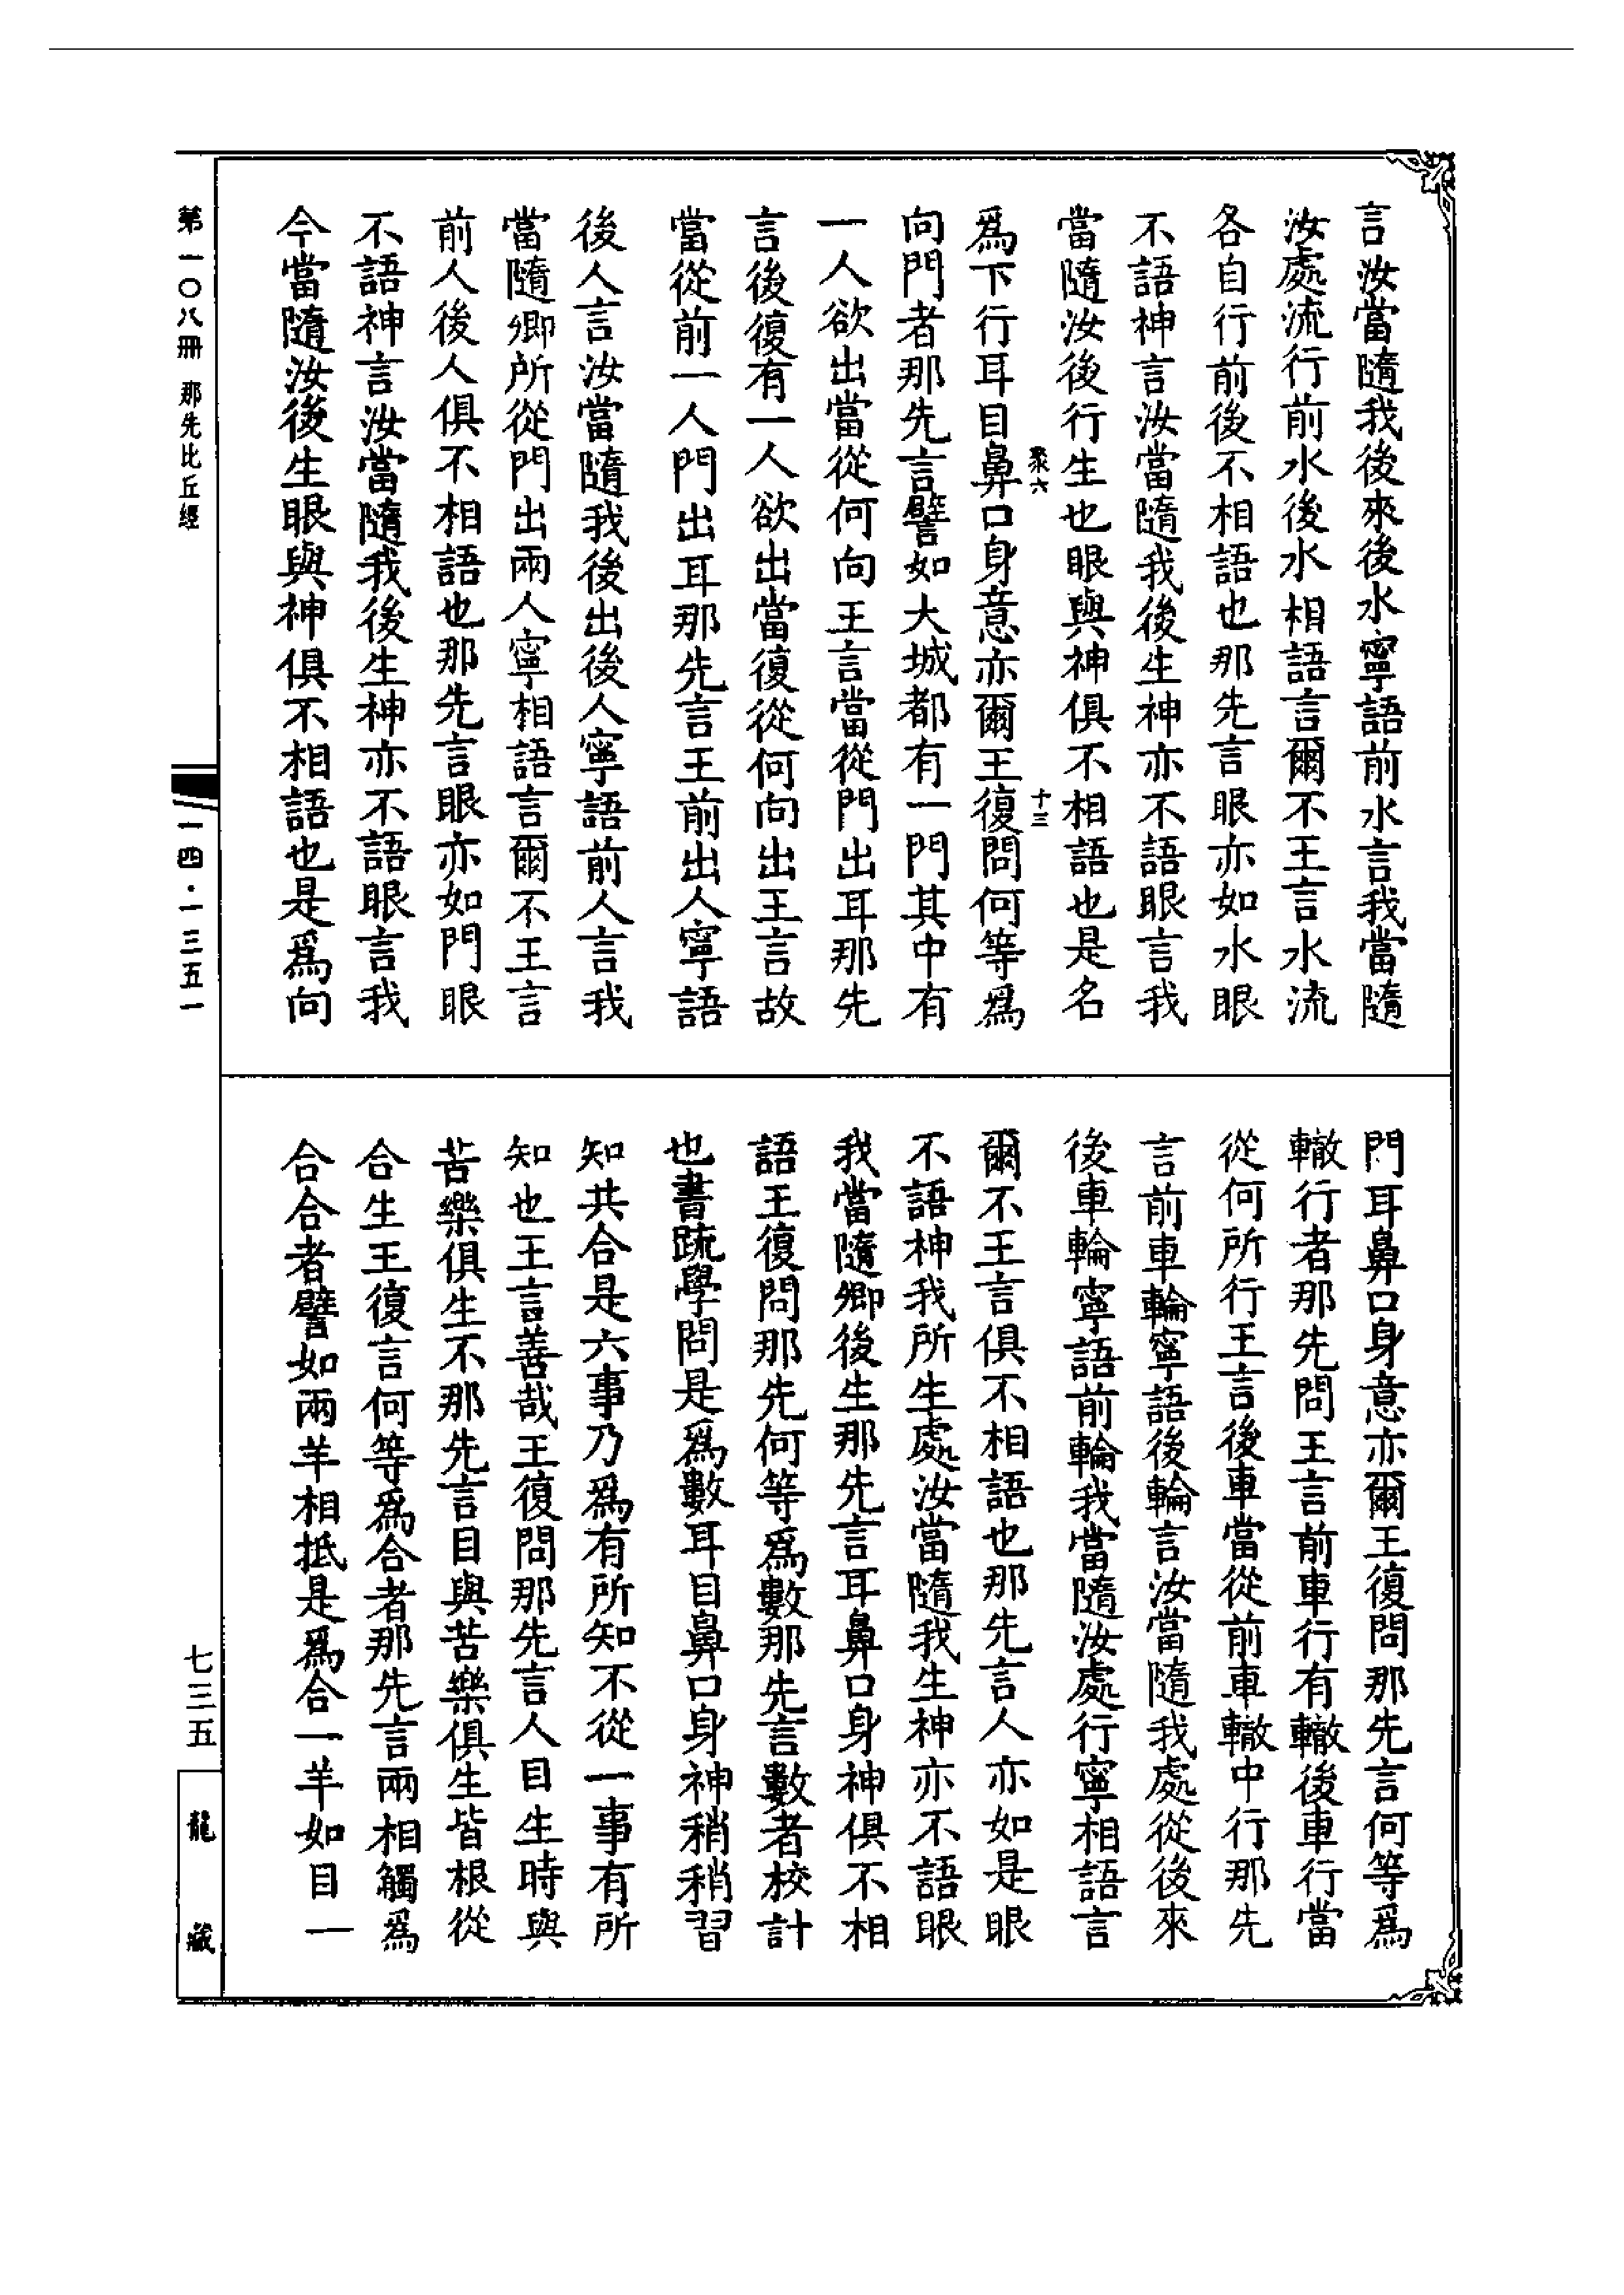 言汝當隨我後來後水寧語前水言我當隨
汝處流行前水後水相語言爾不王言水流
各自行前後不相語也那先言眼亦如水眼
不語神言汝當隨我後生神亦不語眼言我
當隨汝後行生也眼與神俱不相語也是名
爲下行耳目鼻口身意亦爾王復問何等爲
向門者那先言譬如大城都有一門其中有
一人欲出當從何向王言當從門出耳那先
言後復有一人欲出當復從何向出王言故
當從前一人門出耳那先言王前出人寧語
後人言汝當隨我後出後人寧語前人言我
當隨卿所從門出兩人寧相語言爾不王言
前人後人俱不相語也那先言眼亦如門眼
不語神言汝當隨我後生神亦不語眼言我
今當隨汝後生眼與神俱不相語也是爲向
門耳鼻口身意亦爾王復問那先言何等爲
轍行者那先問王言前車行有轍後車行當
從何所行王言後車當從前車轍中行那先
言前車輪寧語後輪言汝當隨我處從後來
後車輪寧語前輪我當隨汝處行寧相語言
爾不王言俱不相語也那先言人亦如是眼
不語神我所生處汝當隨我生神亦不語眼
我當隨卿後生那先言耳鼻口身神俱不相
語王復問那先何等爲數那先言數者校計
也書疏學問是爲數耳目鼻口身神稍稍習
知共合是六事乃爲有所知不從一事有所
知也王言善哉王復問那先言人目生時與
苦樂俱生不那先言目與苦樂俱生皆根從
合生王復言何等爲合者那先言兩相觸爲
合合者譬如兩羊相抵是爲合一羊如目一
聚六
十三
第一〇八冊 那先比丘經
一四·一三五一
七三五
龍藏